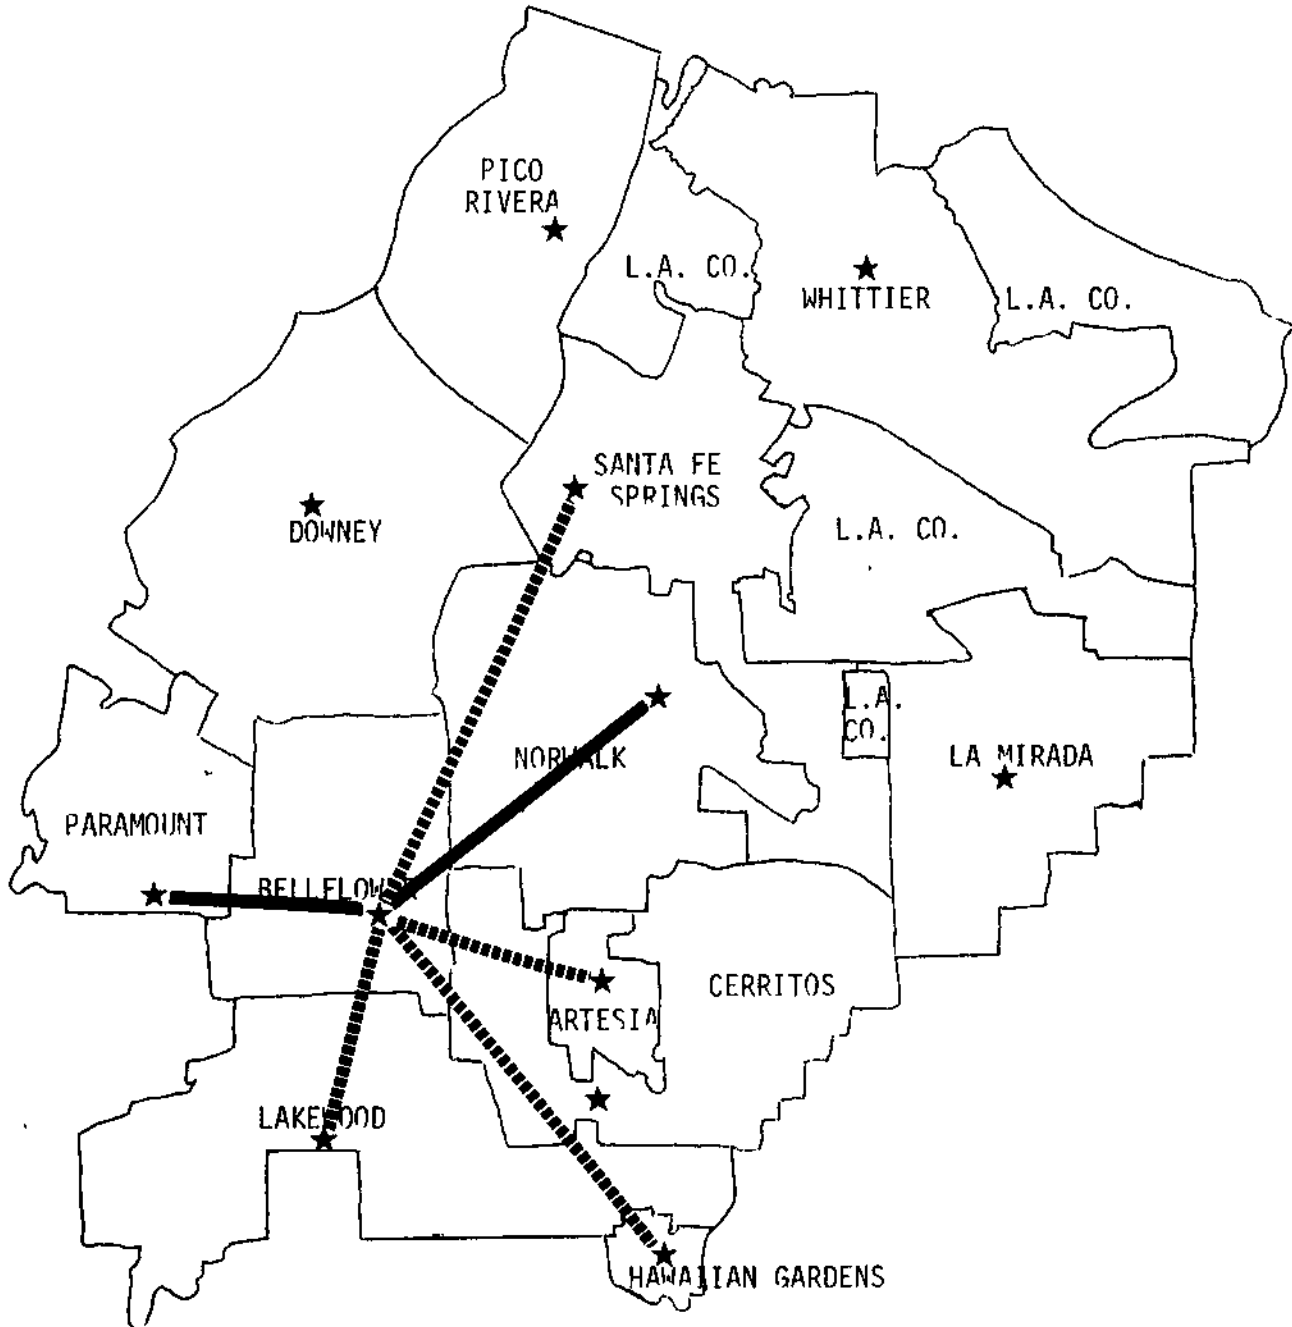 PICO
RIVERA
L.A. CO.
WHITTIER
L.A. CO.
SANTA FE
SPRINGS
DOWNEY
L.A. CO.
L.A.
CO.
NORWALK
LA MIRADA
PARAMOUNT
BELLFLOW
CERRITOS
ARTESIA
LAKEWOOD
HAWAIIAN GARDENS